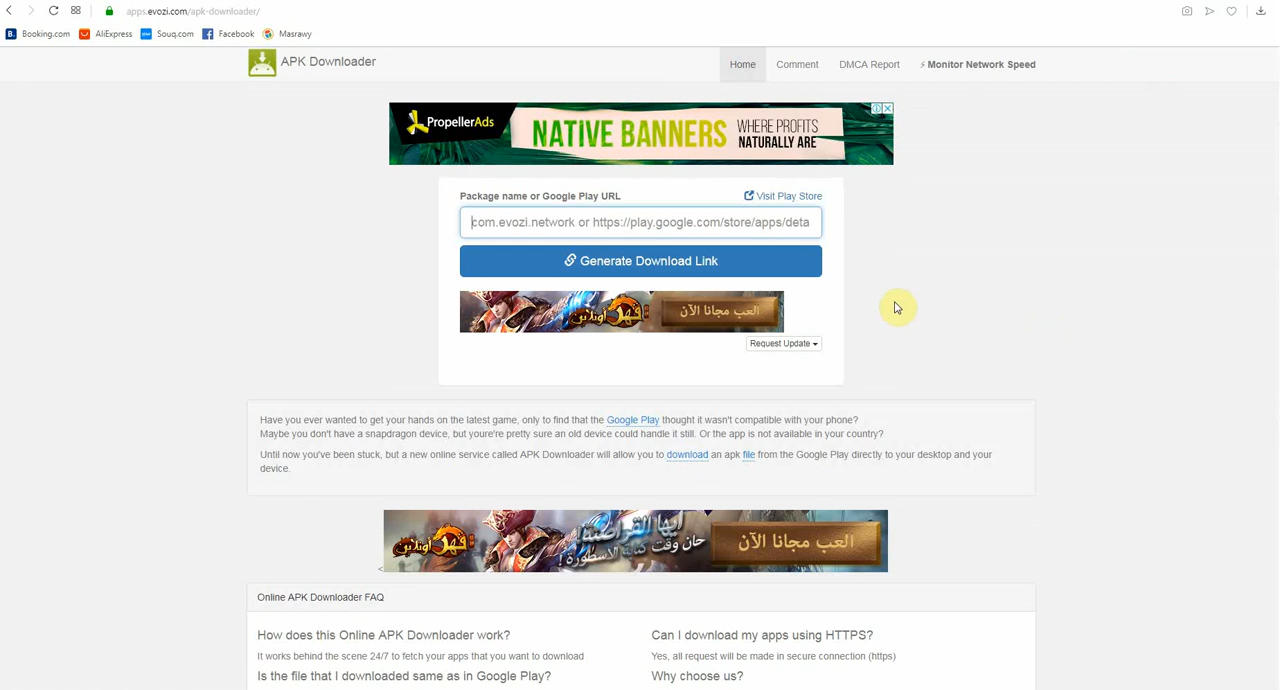 apps.evozi.com/apk-downloader/
Booking.com
AliExpress
Souq.com
Facebook
Masrawy
APK Downloader
Home
Comment
DMCA Report
⚡ Monitor Network Speed
PropellerAds
NATIVE BANNERS
WHERE PROFITS
NATURALLY ARE
Package name or Google Play URL
Visit Play Store
com.evozi.network or https://play.google.com/store/apps/deta
Generate Download Link
قهر أونلاين
العب مجانا الآن
Request Update
Have you ever wanted to get your hands on the latest game, only to find that the Google Play thought it wasn't compatible with your phone?
Maybe you don't have a snapdragon device, but youre're pretty sure an old device could handle it still. Or the app is not available in your country?
Until now you've been stuck, but a new online service called APK Downloader will allow you to download an apk file from the Google Play directly to your desktop and your
device.
قهر أونلاين
أيها القراصنة
حان وقت كتابة الأسطورة !
العب مجانا الآن
<
Online APK Downloader FAQ
How does this Online APK Downloader work?
It works behind the scene 24/7 to fetch your apps that you want to download
Is the file that I downloaded same as in Google Play?
Can I download my apps using HTTPS?
Yes, all request will be made in secure connection (https)
Why choose us?